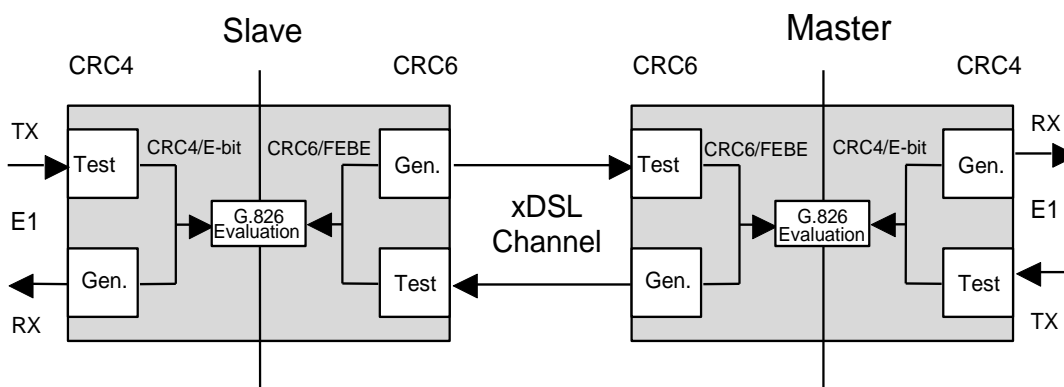 Slave
Master
CRC4
CRC6
CRC6
CRC4
TX
RX
Test
CRC4/E-bit
CRC6/FEBE
Gen.
Test
CRC6/FEBE
CRC4/E-bit
Gen.
E1
G.826
Evaluation
xDSL
Channel
G.826
Evaluation
E1
Gen.
Test
Gen.
Test
RX
TX